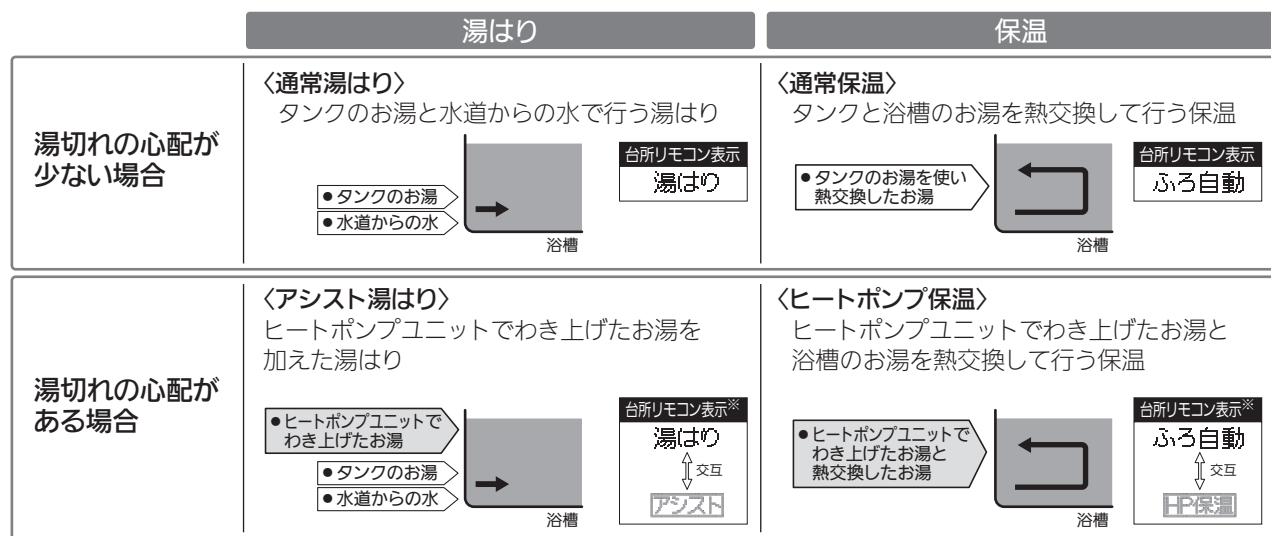 湯はり
保温
湯切れの心配が
少ない場合
〈通常湯はり〉
タンクのお湯と水道からの水で行う湯はり
●タンクのお湯
●水道からの水
浴槽
台所リモコン表示
湯はり
〈通常保温〉
タンクと浴槽のお湯を熱交換して行う保温
●タンクのお湯を使い
熱交換したお湯
浴槽
台所リモコン表示
ふろ自動
湯切れの心配が
ある場合
〈アシスト湯はり〉
ヒートポンプユニットでわき上げたお湯を
加えた湯はり
●ヒートポンプユニットで
わき上げたお湯
●タンクのお湯
●水道からの水
浴槽
台所リモコン表示※
湯はり
交互
アシスト
〈ヒートポンプ保温〉
ヒートポンプユニットでわき上げたお湯と
浴槽のお湯を熱交換して行う保温
●ヒートポンプユニットで
わき上げたお湯と
熱交換したお湯
浴槽
台所リモコン表示※
ふろ自動
交互
HP保温